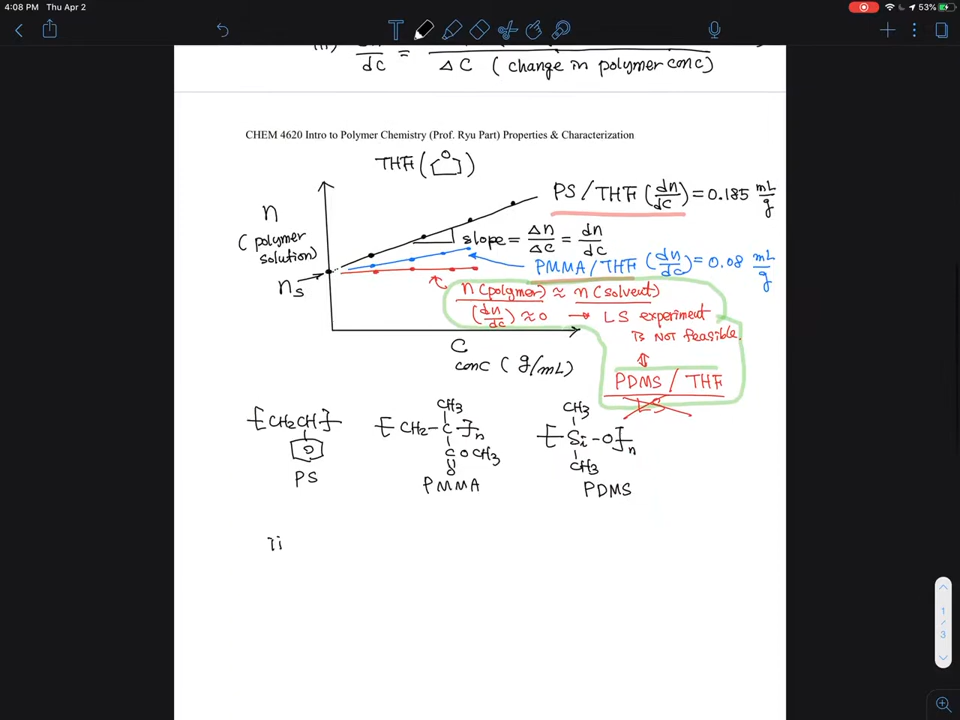 4:08 PM Thu Apr 2
53%
dc =
Δ C ( change in polymer conc)
CHEM 4620 Intro to Polymer Chemistry (Prof. Ryu Part) Properties & Characterization
THF ( O )
PS / THF (dn/dc) = 0.185 mL/g
n
( polymer
solution)
slope = Δn/Δc = dn/dc
PMMA / THF (dn/dc) = 0.08 mL/g
ns
n (polymer) ≈ n (solvent)
(dn/dc) ≈ 0 → LS experiment
is NOT feasible.
C
conc ( g/mL)
PDMS / THF
LS
CH3
CH3
[ CH2CH ]
[ CH2 - C ]n
[ Si - O ]n
C O CH3
O
CH3
PS
PMMA
PDMS
ii
1
/
3